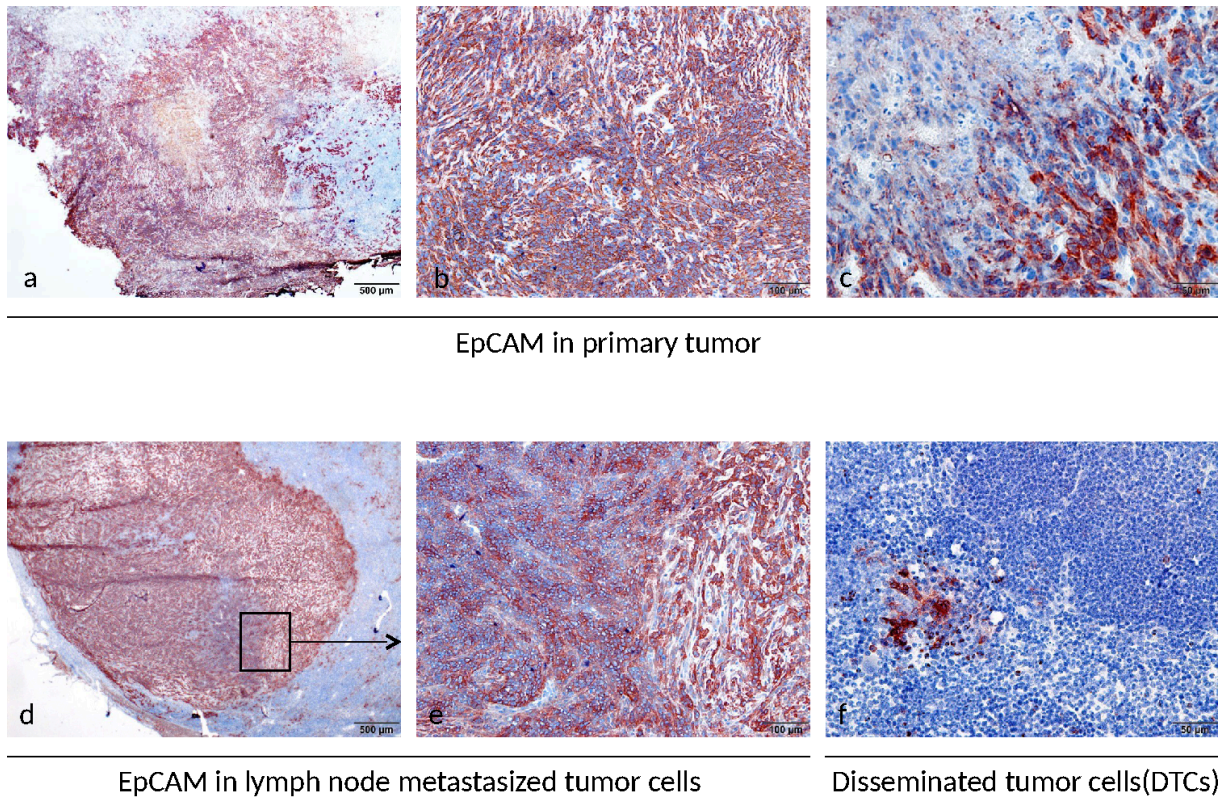 a
500 µm
b
100 µm
c
50 µm
EpCAM in primary tumor
d
500 µm
e
100 µm
f
50 µm
EpCAM in lymph node metastasized tumor cells
Disseminated tumor cells(DTCs)